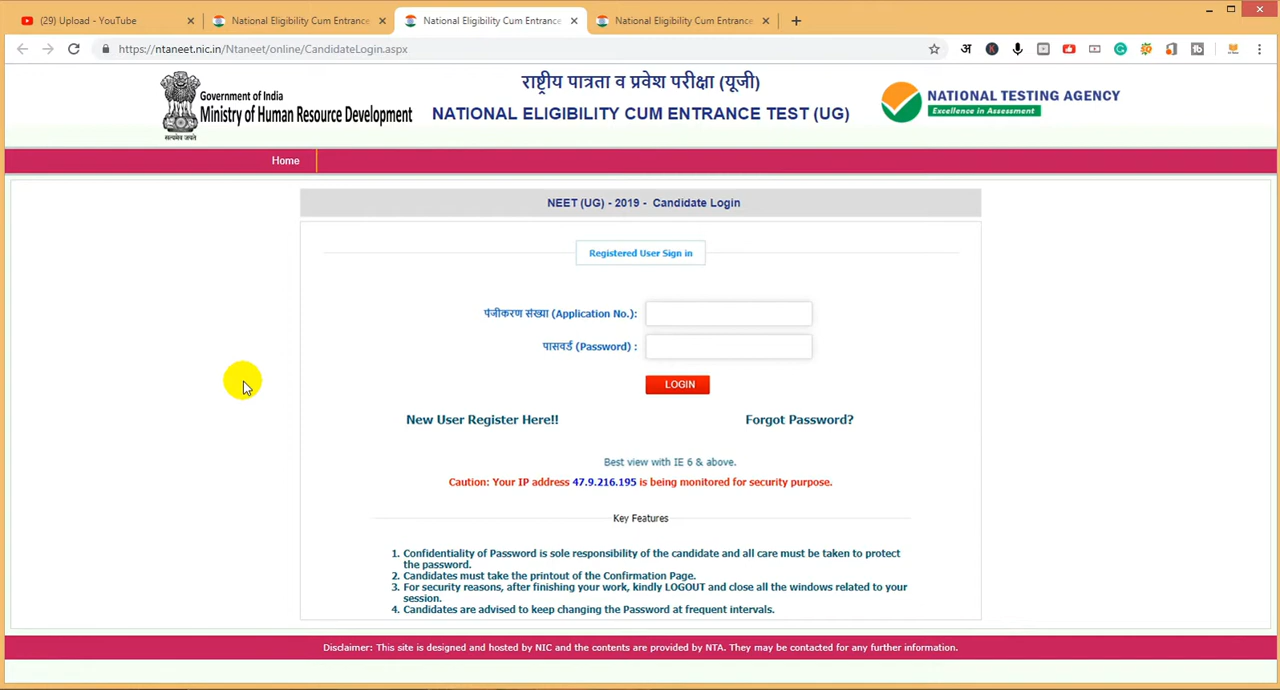 (29) Upload - YouTube
National Eligibility Cum Entrance
National Eligibility Cum Entrance
National Eligibility Cum Entrance
https://ntaneet.nic.in/Ntaneet/online/CandidateLogin.aspx
राष्ट्रीय पात्रता व प्रवेश परीक्षा (यूजी)
Government of India
Ministry of Human Resource Development
सत्यमेव जयते
NATIONAL ELIGIBILITY CUM ENTRANCE TEST (UG)
NATIONAL TESTING AGENCY
Excellence in Assessment
Home
NEET (UG) - 2019 - Candidate Login
Registered User Sign in
पंजीकरण संख्या (Application No.):
पासवर्ड (Password) :
LOGIN
New User Register Here!!
Forgot Password?
Best view with IE 6 & above.
Caution: Your IP address 47.9.216.195 is being monitored for security purpose.
Key Features
1. Confidentiality of Password is sole responsibility of the candidate and all care must be taken to protect
the password.
2. Candidates must take the printout of the Confirmation Page.
3. For security reasons, after finishing your work, kindly LOGOUT and close all the windows related to your
session.
4. Candidates are advised to keep changing the Password at frequent intervals.
Disclaimer: This site is designed and hosted by NIC and the contents are provided by NTA. They may be contacted for any further information.